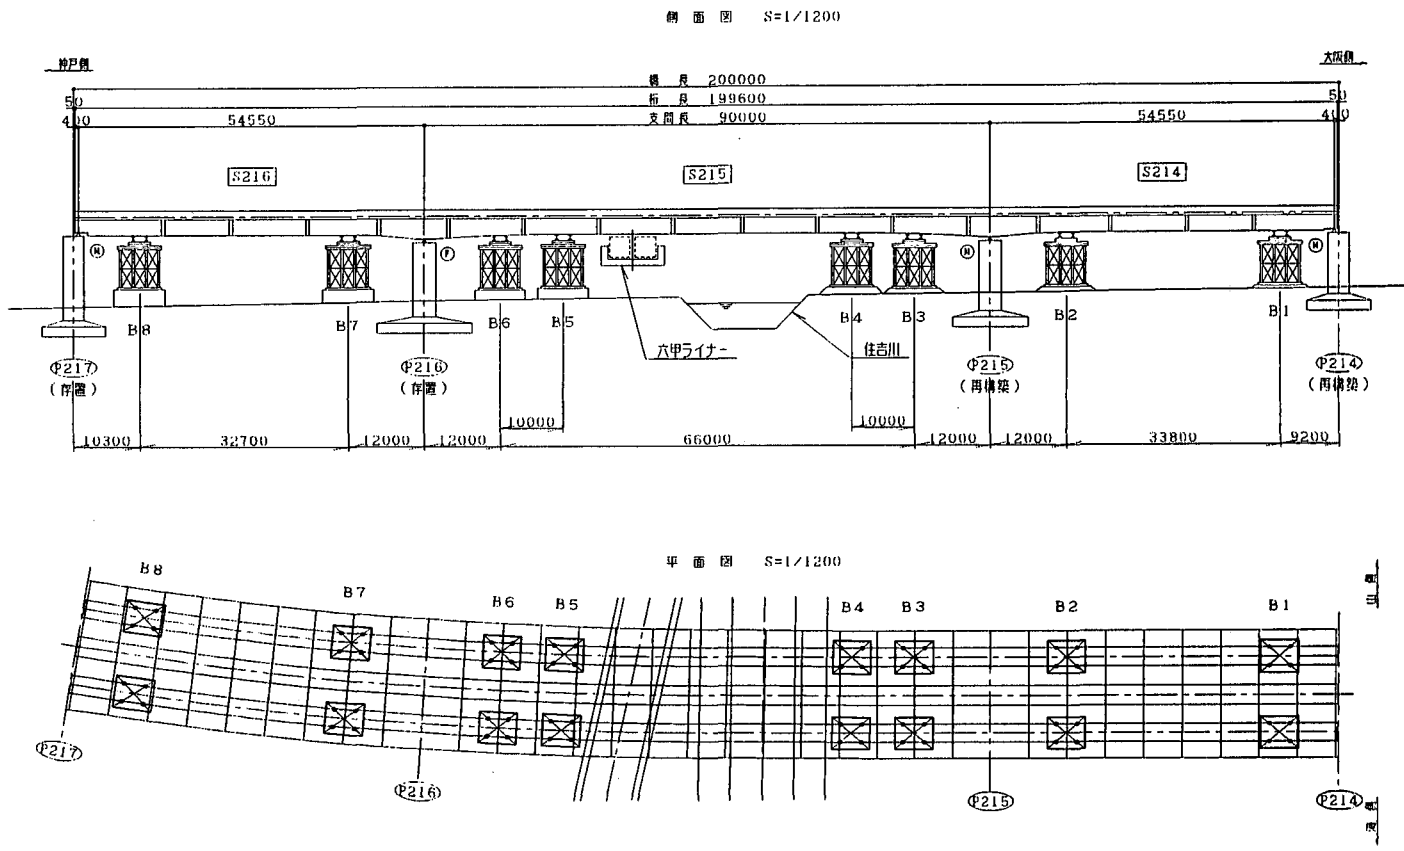 側面図 S=1/1200
神戸側
大阪側
橋長 200000
50
桁長 199600
50
400
54550
支間長 90000
54550
400
S216
S215
S214
M
F
M
M
B8
B7
B6
B5
B4
B3
B2
B1
六甲ライナー
住吉川
P217
(存置)
P216
(存置)
P215
(再構築)
P214
(再構築)
10000
10000
10300
32700
12000
12000
66000
12000
12000
33800
9200
平面図 S=1/1200
B8
B7
B6
B5
B4
B3
B2
B1
山側
P217
P216
P215
P214